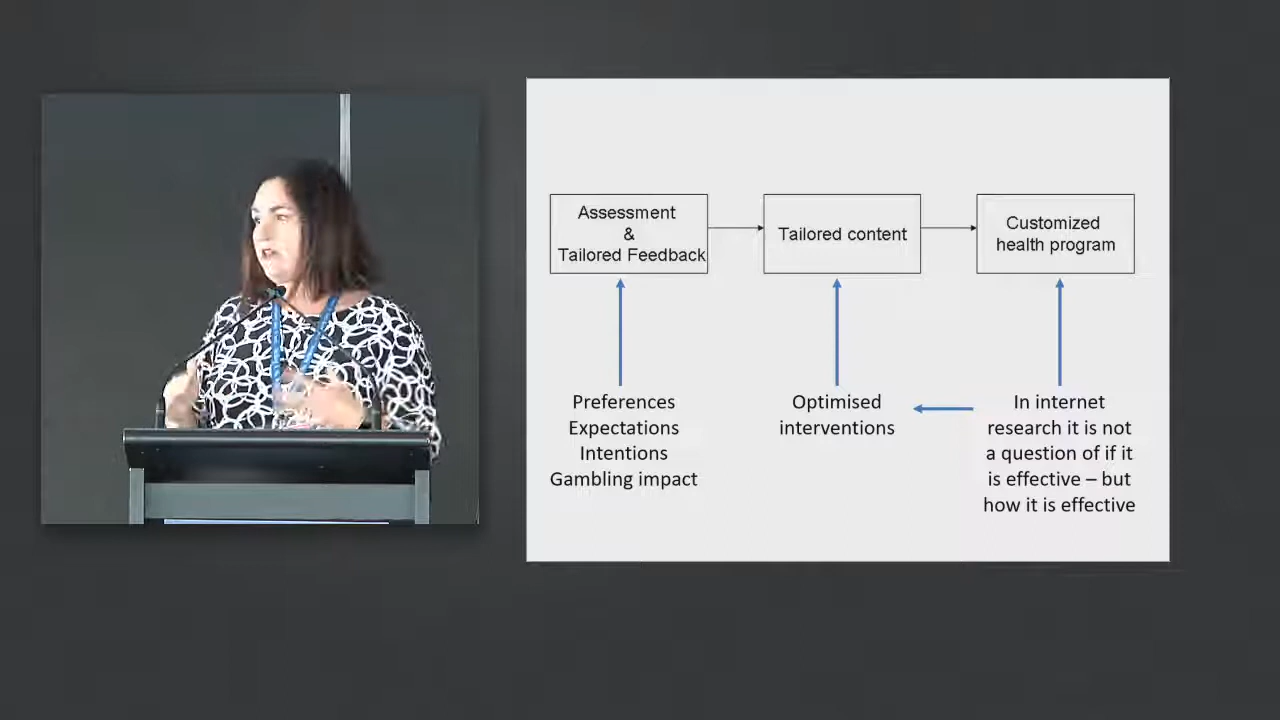 Assessment
&
Tailored Feedback
Tailored content
Customized
health program
Preferences
Expectations
Intentions
Gambling impact
Optimised
interventions
In internet
research it is not
a question of if it
is effective – but
how it is effective